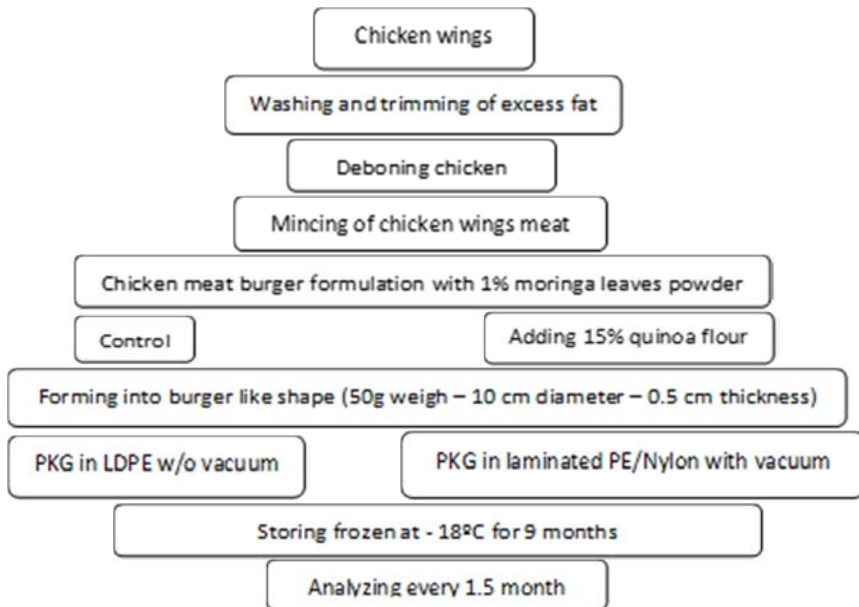 Chicken wings
Washing and trimming of excess fat
Deboning chicken
Mincing of chicken wings meat
Chicken meat burger formulation with 1% moringa leaves powder
Control
Adding 15% quinoa flour
Forming into burger like shape (50g weigh – 10 cm diameter – 0.5 cm thickness)
PKG in LDPE w/o vacuum
PKG in laminated PE/Nylon with vacuum
Storing frozen at - 18ºC for 9 months
Analyzing every 1.5 month